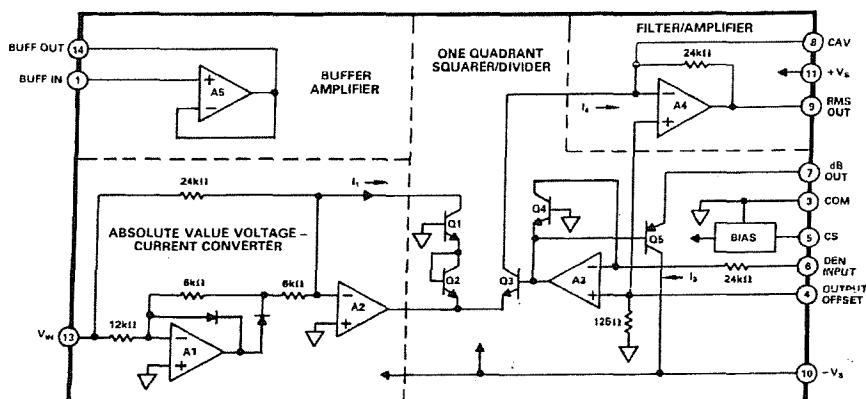 BUFF OUT 14
BUFF IN 1
A5
BUFFER
AMPLIFIER
ONE QUADRANT
SQUARER/DIVIDER
FILTER/AMPLIFIER
24kΩ
I4
A4
8 CAV
11 +VS
9 RMS
OUT
7 dB
OUT
3 COM
5 CS
BIAS
6 DEN
INPUT
24kΩ
4 OUTPUT
OFFSET
10 -VS
24kΩ
I1
ABSOLUTE VALUE VOLTAGE –
CURRENT CONVERTER
6kΩ
6kΩ
VIN 13
12kΩ
A1
A2
Q1
Q2
Q3
Q4
Q5
A3
I3
125Ω